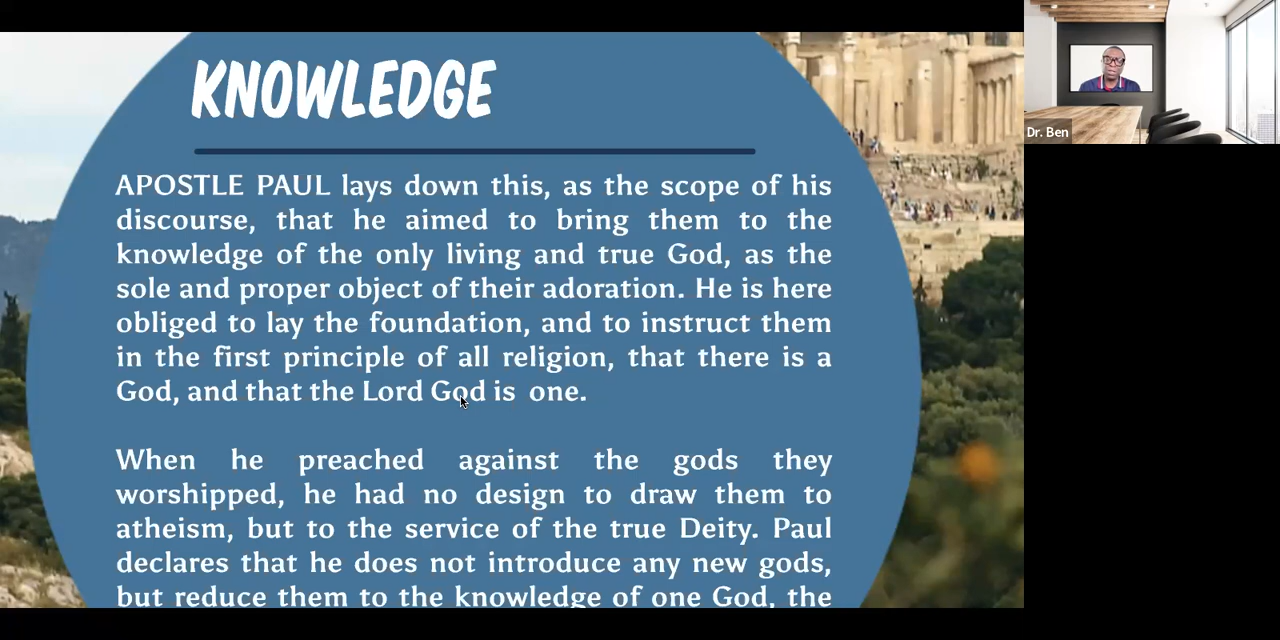 KNOWLEDGE
APOSTLE PAUL lays down this, as the scope of his
discourse, that he aimed to bring them to the
knowledge of the only living and true God, as the
sole and proper object of their adoration. He is here
obliged to lay the foundation, and to instruct them
in the first principle of all religion, that there is a
God, and that the Lord God is one.
When he preached against the gods they
worshipped, he had no design to draw them to
atheism, but to the service of the true Deity. Paul
declares that he does not introduce any new gods,
but reduce them to the knowledge of one God, the
Dr. Ben